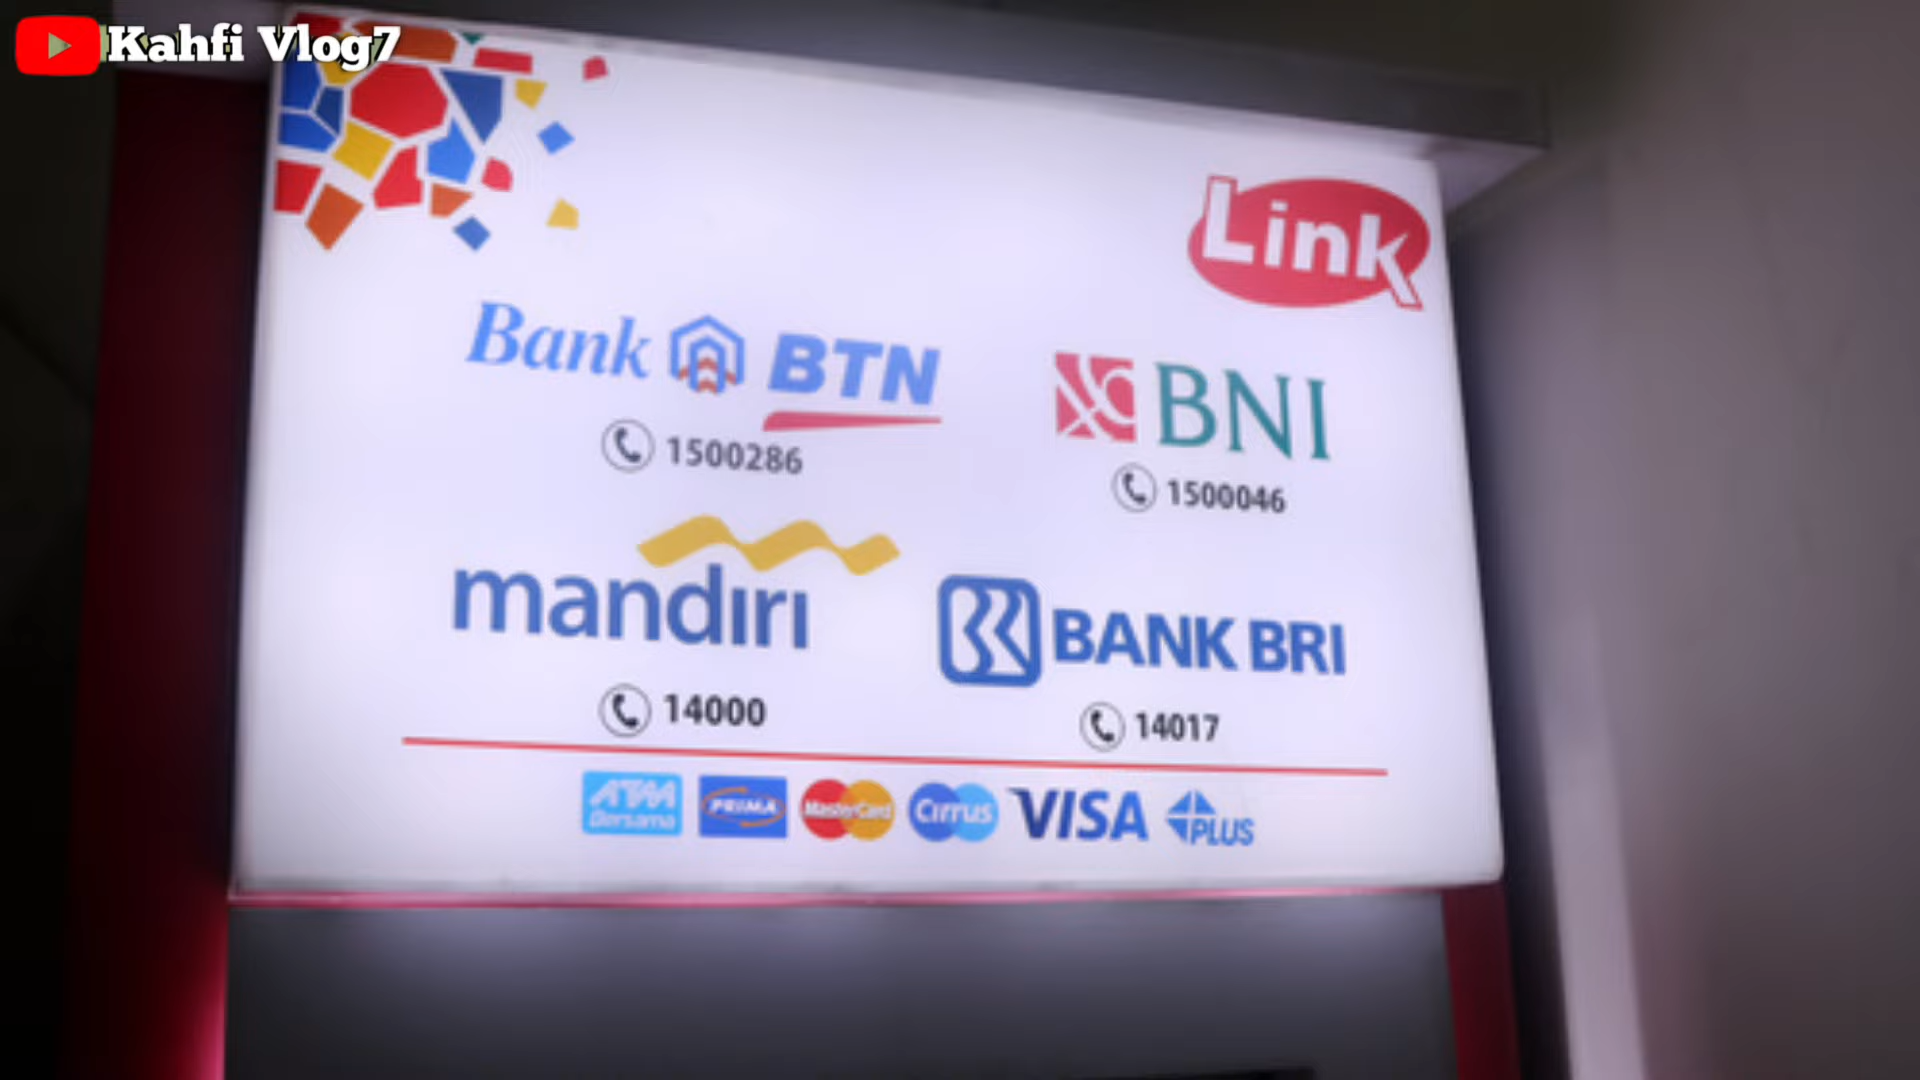 Kahfi Vlog7
Link
Bank BTN
BNI
1500286
1500046
mandiri
BANK BRI
14000
14017
ATM Bersama PRIMA MasterCard Cirrus VISA PLUS